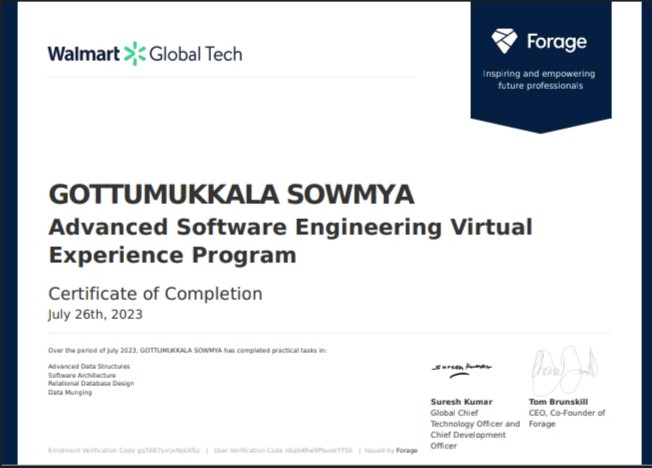 Walmart Global Tech
Forage
Inspiring and empowering
future professionals
GOTTUMUKKALA SOWMYA
Advanced Software Engineering Virtual
Experience Program
Certificate of Completion
July 26th, 2023
Over the period of July 2023, GOTTUMUKKALA SOWMYA has completed practical tasks in:
Advanced Data Structures
Software Architecture
Relational Database Design
Data Munging
Suresh Kumar
Suresh Kumar
Global Chief
Technology Officer and
Chief Development
Officer
Tom Brunskill
CEO, Co-Founder of
Forage
Enrolment Verification Code | User Verification Code | Issued by Forage